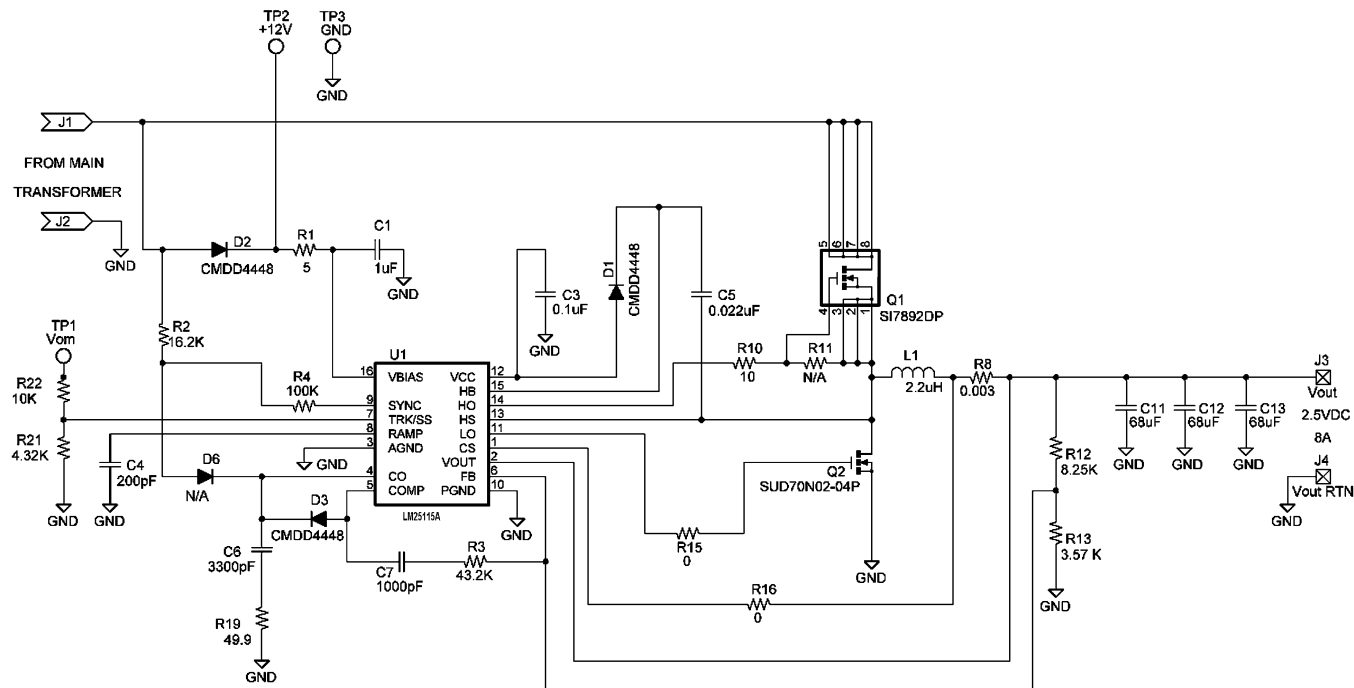 TP2
+12V
TP3
GND
GND
J1
FROM MAIN
TRANSFORMER
J2
GND
D2
CMDD4448
R1
5
C1
1uF
GND
R2
16.2K
TP1
Vom
R22
10K
R21
4.32K
GND
R4
100K
C4
200pF
GND
D6
N/A
GND
D3
CMDD4448
C6
3300pF
R19
49.9
GND
C7
1000pF
R3
43.2K
U1
16 VBIAS VCC 12
HB 15
9 SYNC HO 14
7 TRK/SS HS 13
8 RAMP LO 11
3 AGND CS 1
VOUT 2
4 CO FB 6
5 COMP PGND 10
LM25115A
GND
C3
0.1uF
GND
D1
CMDD4448
C5
0.022uF
5 6 7 8
4 3 2 1
Q1
SI7892DP
R10
10
R11
N/A
L1
2.2uH
R8
0.003
Q2
SUD70N02-04P
GND
R15
0
R16
0
R12
8.25K
R13
3.57 K
GND
C11
68uF
GND
C12
68uF
GND
C13
68uF
GND
J3
Vout
2.5VDC
8A
J4
Vout RTN
GND